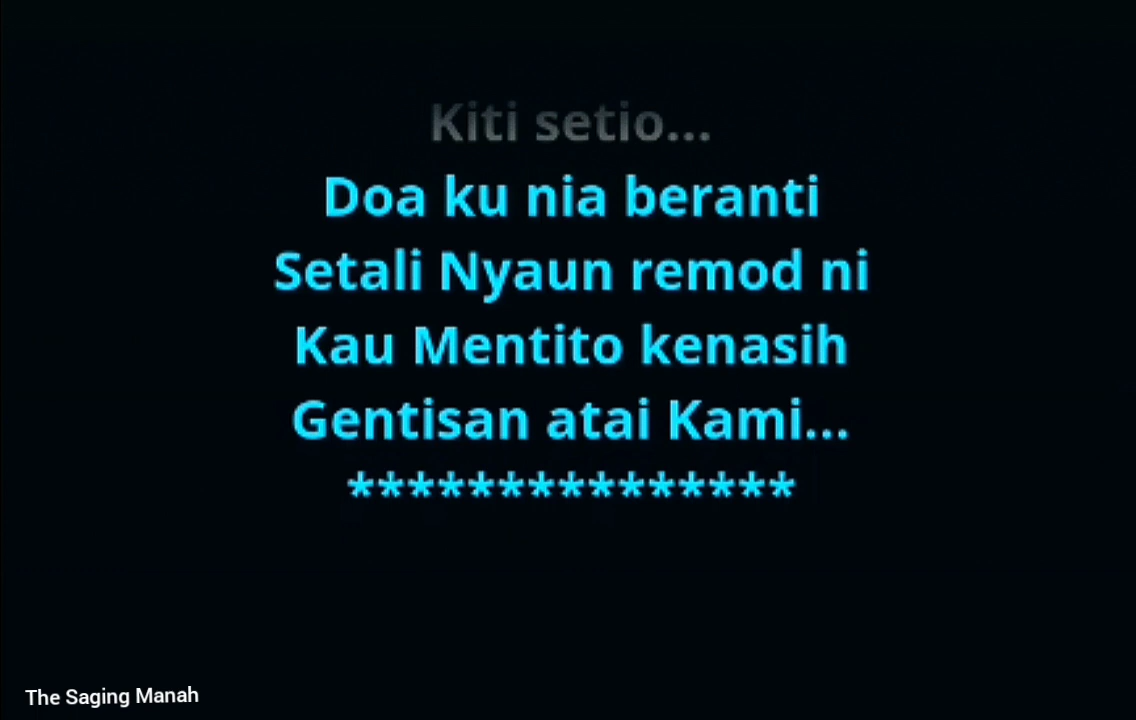 Kiti setio...
Doa ku nia beranti
Setali Nyaun remod ni
Kau Mentito kenasih
Gentisan atai Kami...
***************
The Saging Manah